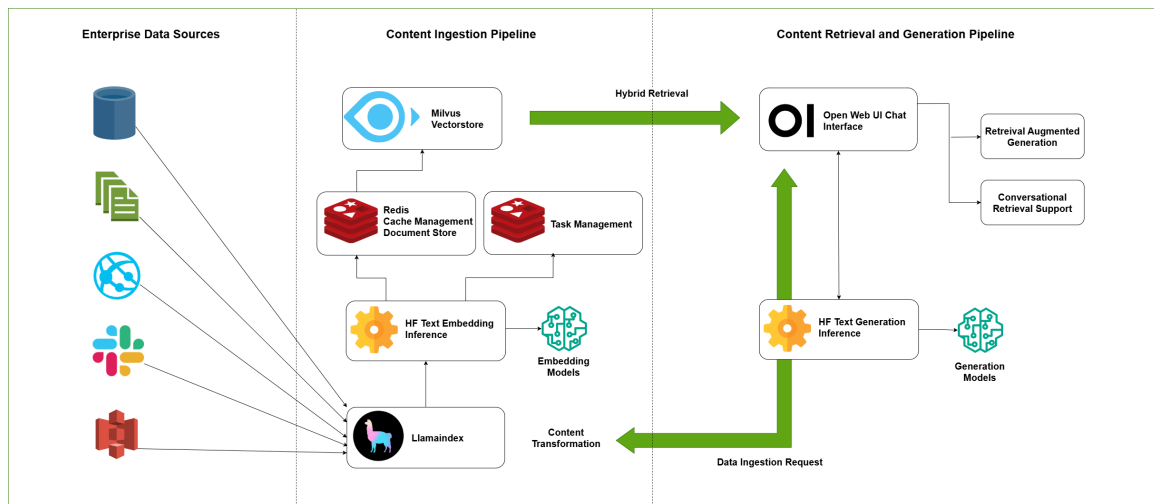 Enterprise Data Sources
Content Ingestion Pipeline
Content Retrieval and Generation Pipeline
Milvus
Vectorstore
Hybrid Retrieval
Open Web UI Chat
Interface
Retreival Augmented
Generation
Conversational
Retrieval Support
Redis
Cache Management
Document Store
Task Management
HF Text Embedding
Inference
Embedding
Models
HF Text Generation
Inference
Generation
Models
Llamaindex
Content
Transformation
Data Ingestion Request